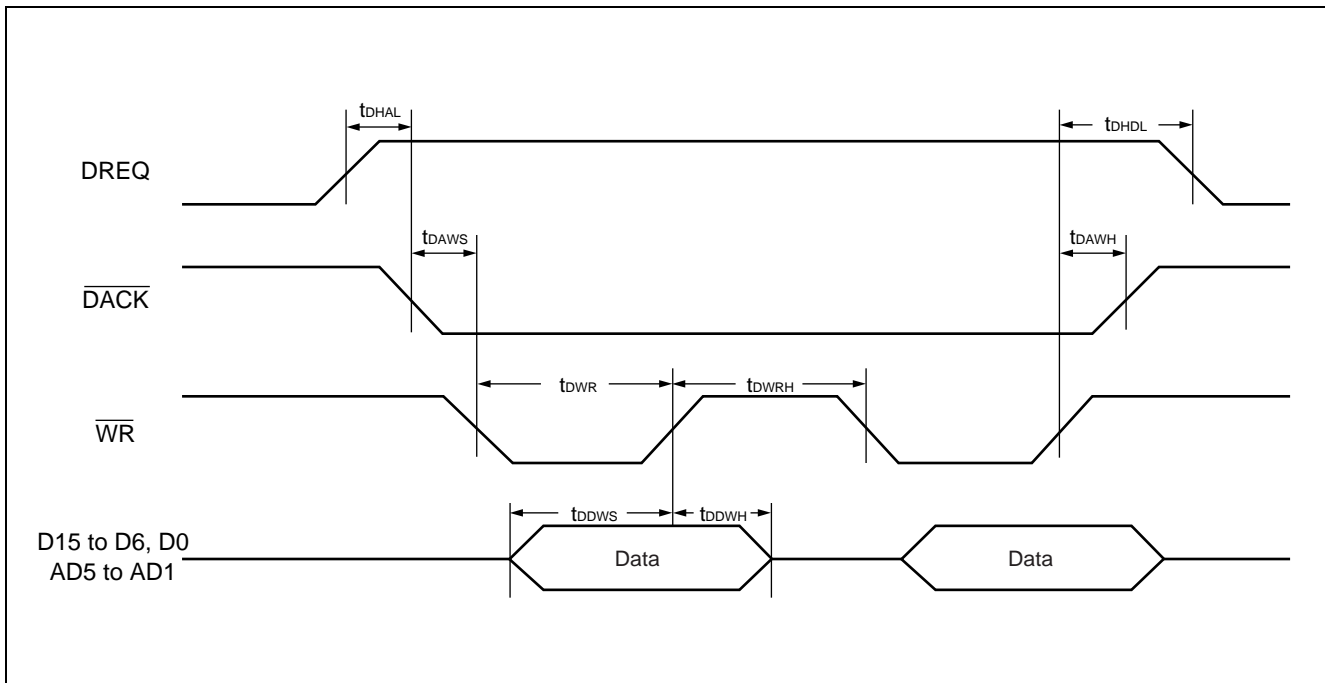 tDHAL
tDHDL
DREQ
tDAWS
tDAWH
DACK
tDWR
tDWRH
WR
tDDWS
tDDWH
D15 to D6, D0
AD5 to AD1
Data
Data